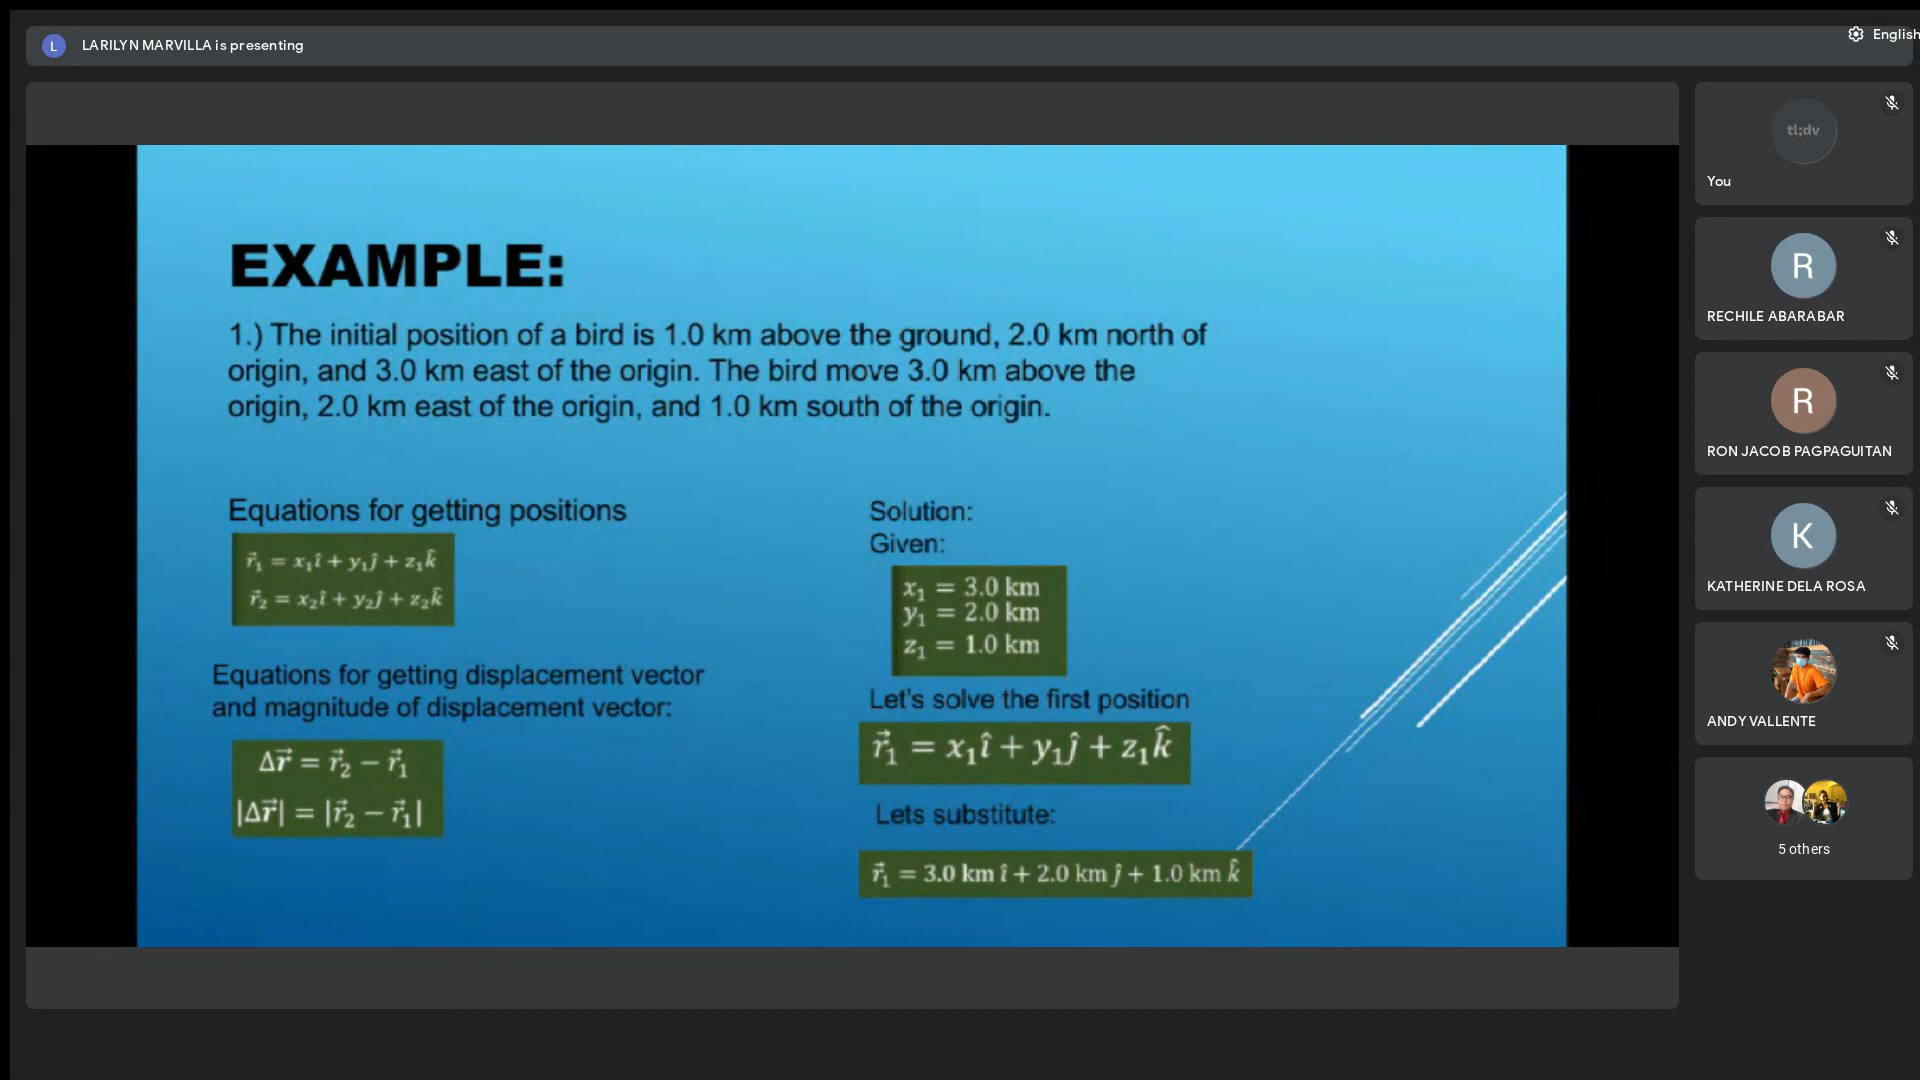 L LARILYN MARVILLA is presenting
English
EXAMPLE:
1.) The initial position of a bird is 1.0 km above the ground, 2.0 km north of
origin, and 3.0 km east of the origin. The bird move 3.0 km above the
origin, 2.0 km east of the origin, and 1.0 km south of the origin.
Equations for getting positions
r⃗₁ = x₁î + y₁ĵ + z₁k̂
r⃗₂ = x₂î + y₂ĵ + z₂k̂
Equations for getting displacement vector
and magnitude of displacement vector:
Δr⃗ = r⃗₂ − r⃗₁
|Δr⃗| = |r⃗₂ − r⃗₁|
Solution:
Given:
x₁ = 3.0 km
y₁ = 2.0 km
z₁ = 1.0 km
Let's solve the first position
r⃗₁ = x₁î + y₁ĵ + z₁k̂
Lets substitute:
r⃗₁ = 3.0 km î + 2.0 km ĵ + 1.0 km k̂
tl;dv
You
R
RECHILE ABARABAR
R
RON JACOB PAGPAGUITAN
K
KATHERINE DELA ROSA
ANDY VALLENTE
5 others